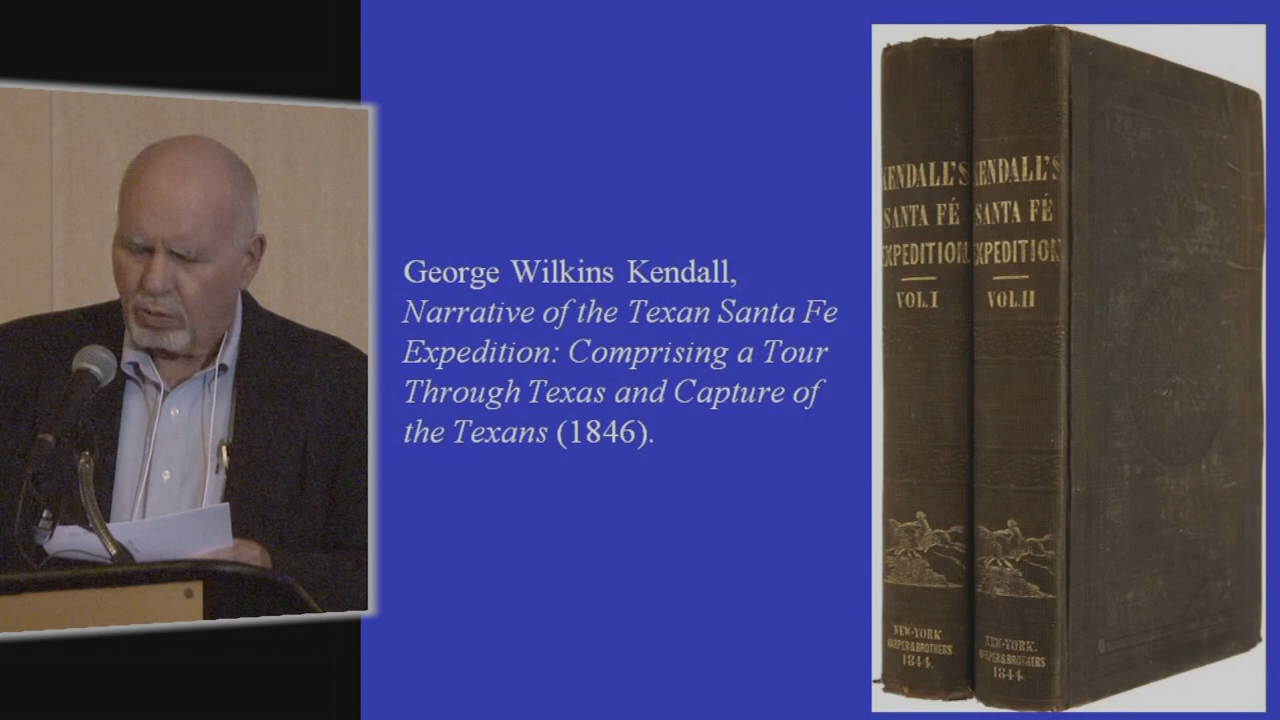 George Wilkins Kendall,
Narrative of the Texan Santa Fe
Expedition: Comprising a Tour
Through Texas and Capture of
the Texans (1846).
KENDALL'S
SANTA FÉ
EXPEDITION
VOL.I
NEW-YORK
HARPER & BROTHERS
1844.
KENDALL'S
SANTA FÉ
EXPEDITION
VOL.II
NEW-YORK.
HARPER & BROTHERS
1844